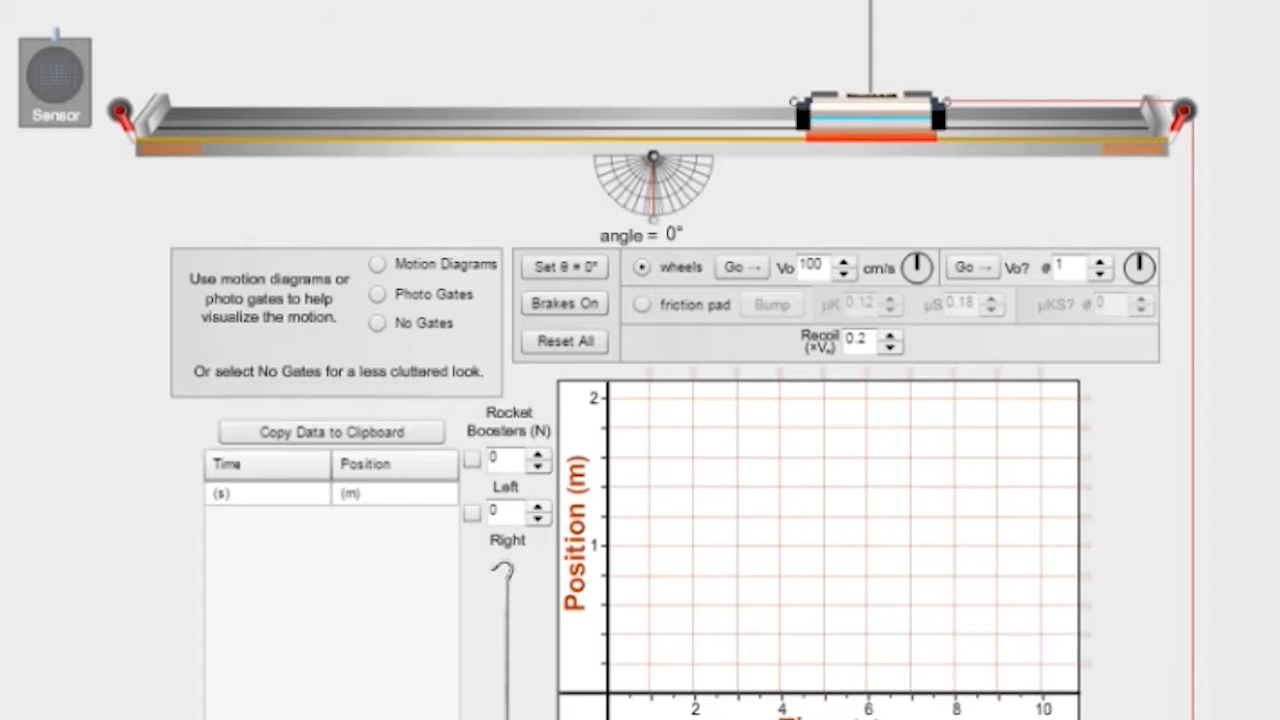 Sensor
angle = 0°
Use motion diagrams or
photo gates to help
visualize the motion.
Or select No Gates for a less cluttered look.
Motion Diagrams
Photo Gates
No Gates
Set θ = 0°
Brakes On
Reset All
wheels Go → Vo 100 cm/s Go → Vo? # 1
friction pad Bump μK 0.12 μS 0.18 μKS? # 0
Recoil 0.2
Copy Data to Clipboard
Time Position
(s) (m)
Rocket
Boosters (N)
0
Left
0
Right
Position (m)
2
1
2 4 6 8 10